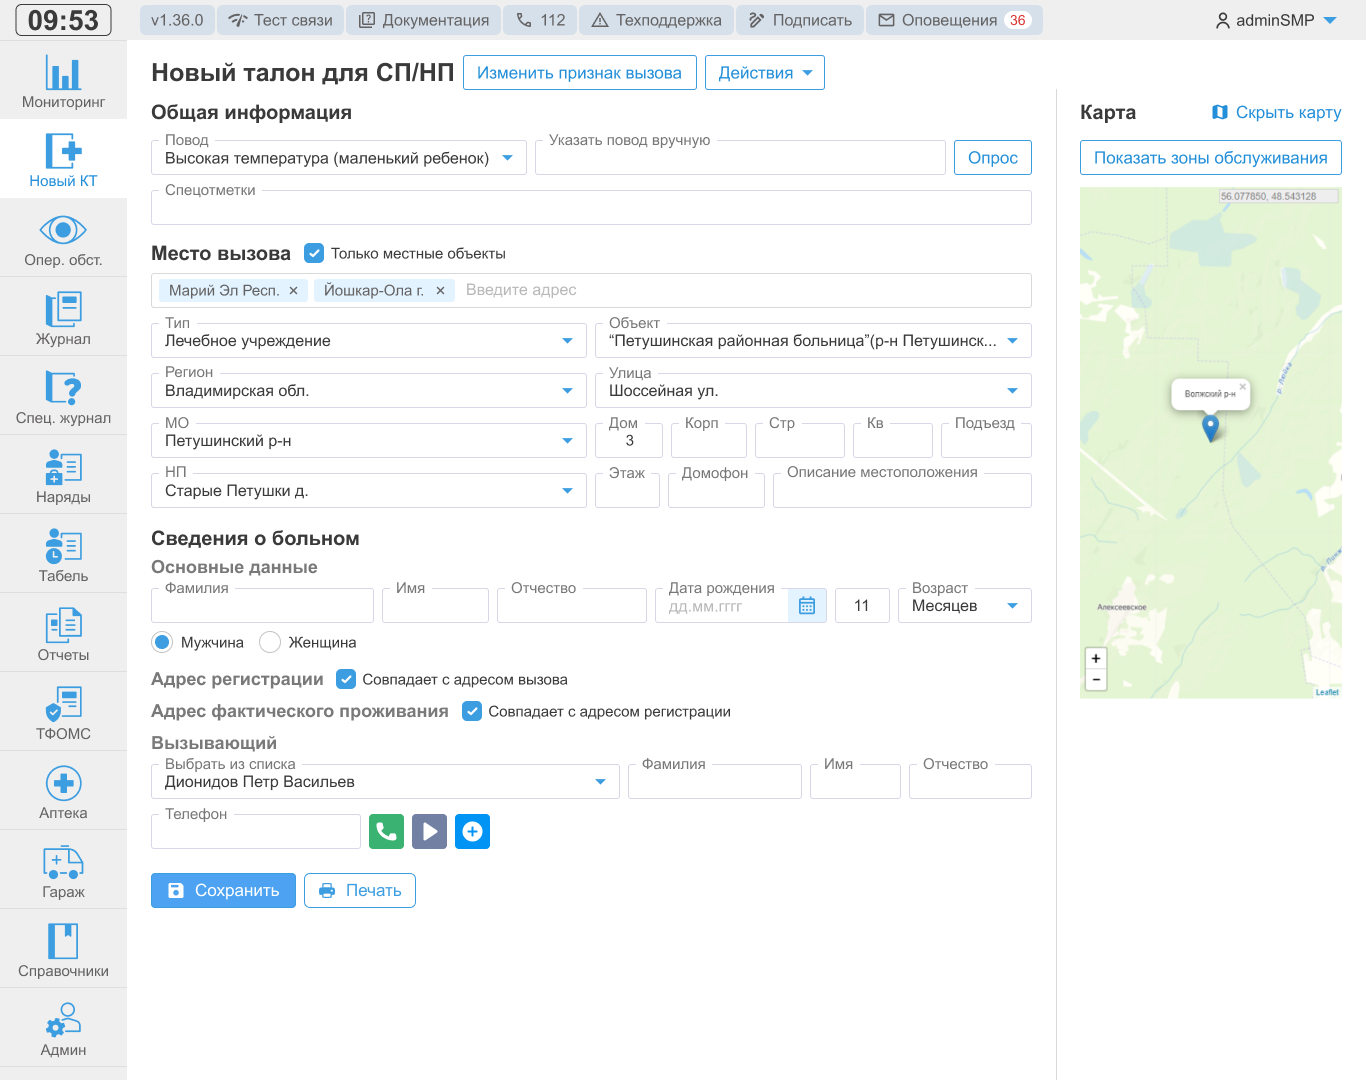 09:53
v1.36.0
Тест связи
Документация
112
Техподдержка
Подписать
Оповещения 36
adminSMP
Мониторинг
Новый КТ
Опер. обст.
Журнал
Спец. журнал
Наряды
Табель
Отчеты
ТФОМС
Аптека
Гараж
Справочники
Админ
Новый талон для СП/НП
Изменить признак вызова
Действия
Общая информация
Повод
Высокая температура (маленький ребенок)
Указать повод вручную
Опрос
Спецотметки
Место вызова
Только местные объекты
Марий Эл Респ. ×
Йошкар-Ола г. ×
Введите адрес
Тип
Лечебное учреждение
Объект
“Петушинская районная больница”(р-н Петушинск...
Регион
Владимирская обл.
Улица
Шоссейная ул.
МО
Петушинский р-н
Дом
3
Корп
Стр
Кв
Подъезд
НП
Старые Петушки д.
Этаж
Домофон
Описание местоположения
Сведения о больном
Основные данные
Фамилия
Имя
Отчество
Дата рождения
дд.мм.гггг
11
Возраст
Месяцев
Мужчина
Женщина
Адрес регистрации
Совпадает с адресом вызова
Адрес фактического проживания
Совпадает с адресом регистрации
Вызывающий
Выбрать из списка
Дионидов Петр Васильев
Фамилия
Имя
Отчество
Телефон
Сохранить
Печать
Карта
Скрыть карту
Показать зоны обслуживания
56.077850, 48.543128
Волжский р-н
×
Алексеевское
+
−
Leaflet